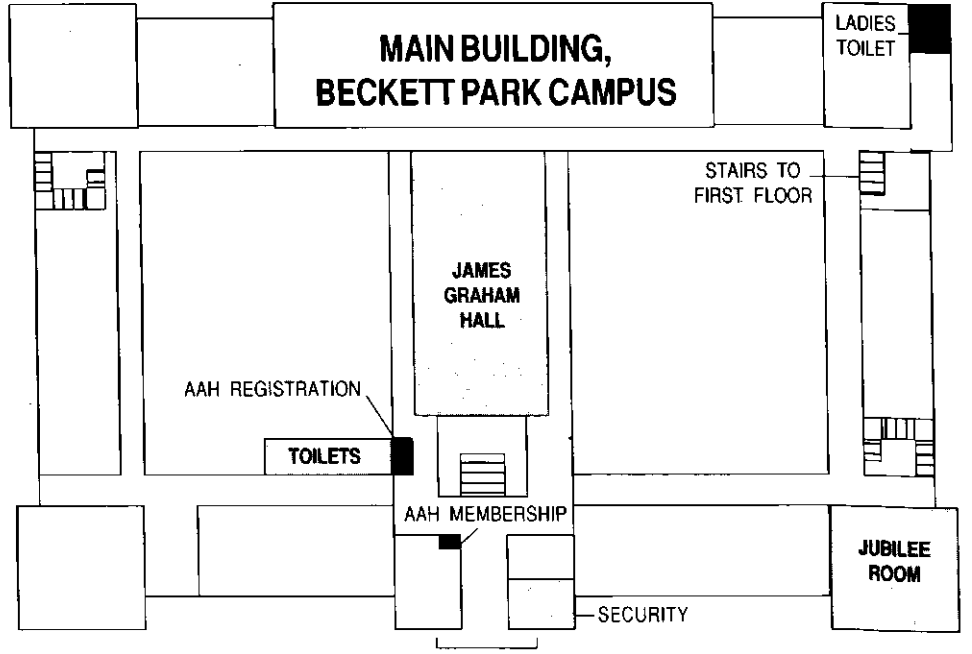 MAIN BUILDING,
BECKETT PARK CAMPUS
LADIES
TOILET
STAIRS TO
FIRST FLOOR
JAMES
GRAHAM
HALL
AAH REGISTRATION
TOILETS
AAH MEMBERSHIP
JUBILEE
ROOM
SECURITY